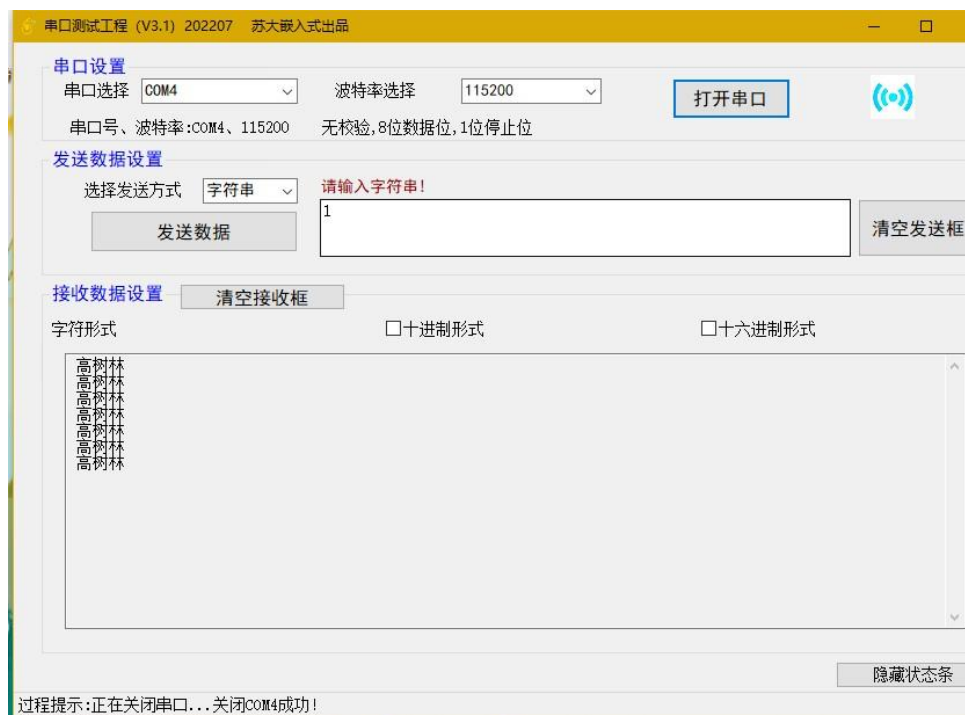 串口测试工程 (V3.1) 202207 苏大嵌入式出品
串口设置
串口选择 COM4 波特率选择 115200 打开串口
串口号、波特率:COM4、115200 无校验,8位数据位,1位停止位
发送数据设置
选择发送方式 字符串 请输入字符串!
1
发送数据 清空发送框
接收数据设置 清空接收框
字符形式 十进制形式 十六进制形式
高树林
高树林
高树林
高树林
高树林
高树林
高树林
隐藏状态条
过程提示:正在关闭串口...关闭COM4成功!